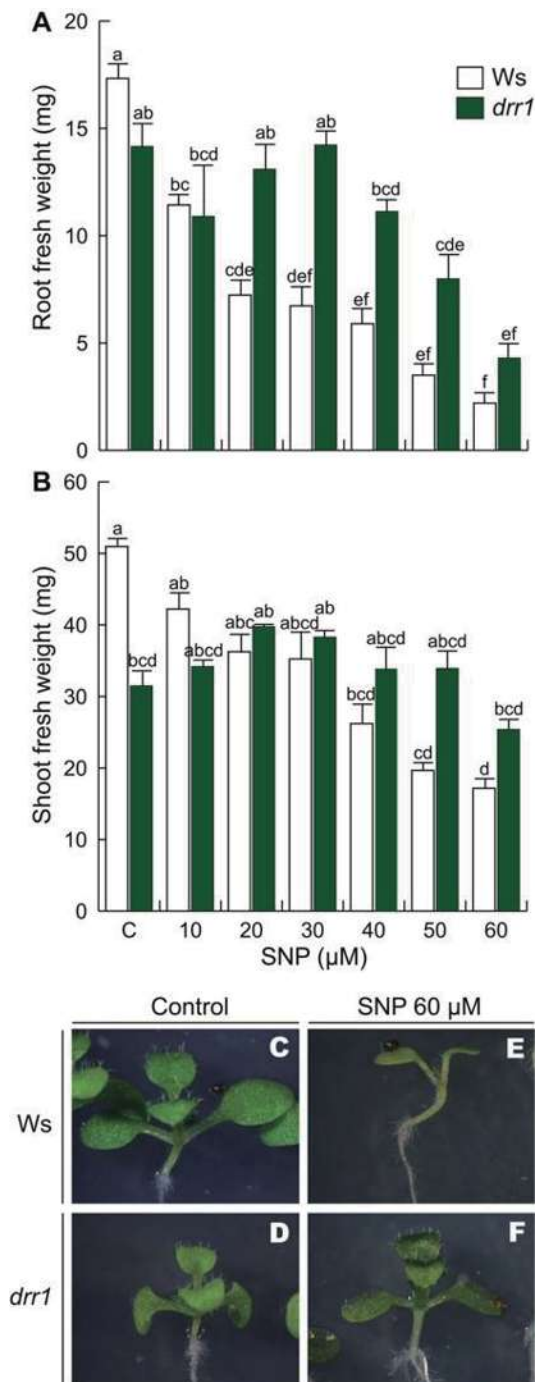 A
20
15
10
5
0
Root fresh weight (mg)
Ws
drr1
a
ab
bc
bcd
cde
ab
def
ab
ef
bcd
ef
cde
f
ef
B
60
50
40
30
20
10
0
Shoot fresh weight (mg)
a
bcd
ab
abcd
abc
ab
abcd
ab
bcd
abcd
cd
abcd
d
bcd
C 10 20 30 40 50 60
SNP (µM)
Control SNP 60 µM
Ws
C
E
drr1
D
F